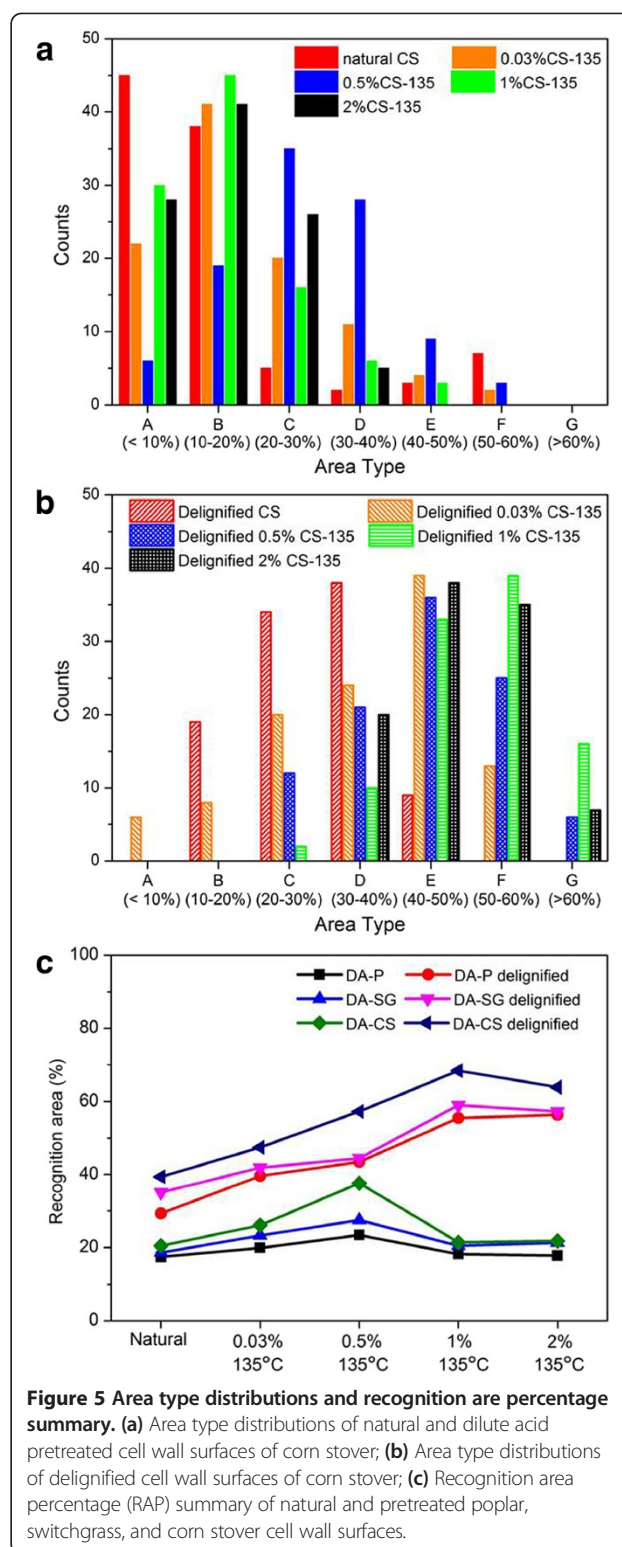 a
50
40
30
20
10
0
Counts
natural CS
0.03%CS-135
0.5%CS-135
1%CS-135
2%CS-135
A B C D E F G
(< 10%) (10-20%) (20-30%) (30-40%) (40-50%) (50-60%) (>60%)
Area Type
b
50
40
30
20
10
0
Counts
Delignified CS
Delignified 0.03% CS-135
Delignified 0.5% CS-135
Delignified 1% CS-135
Delignified 2% CS-135
A B C D E F G
(< 10%) (10-20%) (20-30%) (30-40%) (40-50%) (50-60%) (>60%)
Area Type
c
100
80
60
40
20
0
Recognition area (%)
DA-P
DA-P delignified
DA-SG
DA-SG delignified
DA-CS
DA-CS delignified
Natural 0.03% 0.5% 1% 2%
135°C 135°C 135°C 135°C
Figure 5 Area type distributions and recognition are percentage
summary. (a) Area type distributions of natural and dilute acid
pretreated cell wall surfaces of corn stover; (b) Area type distributions
of delignified cell wall surfaces of corn stover; (c) Recognition area
percentage (RAP) summary of natural and pretreated poplar,
switchgrass, and corn stover cell wall surfaces.